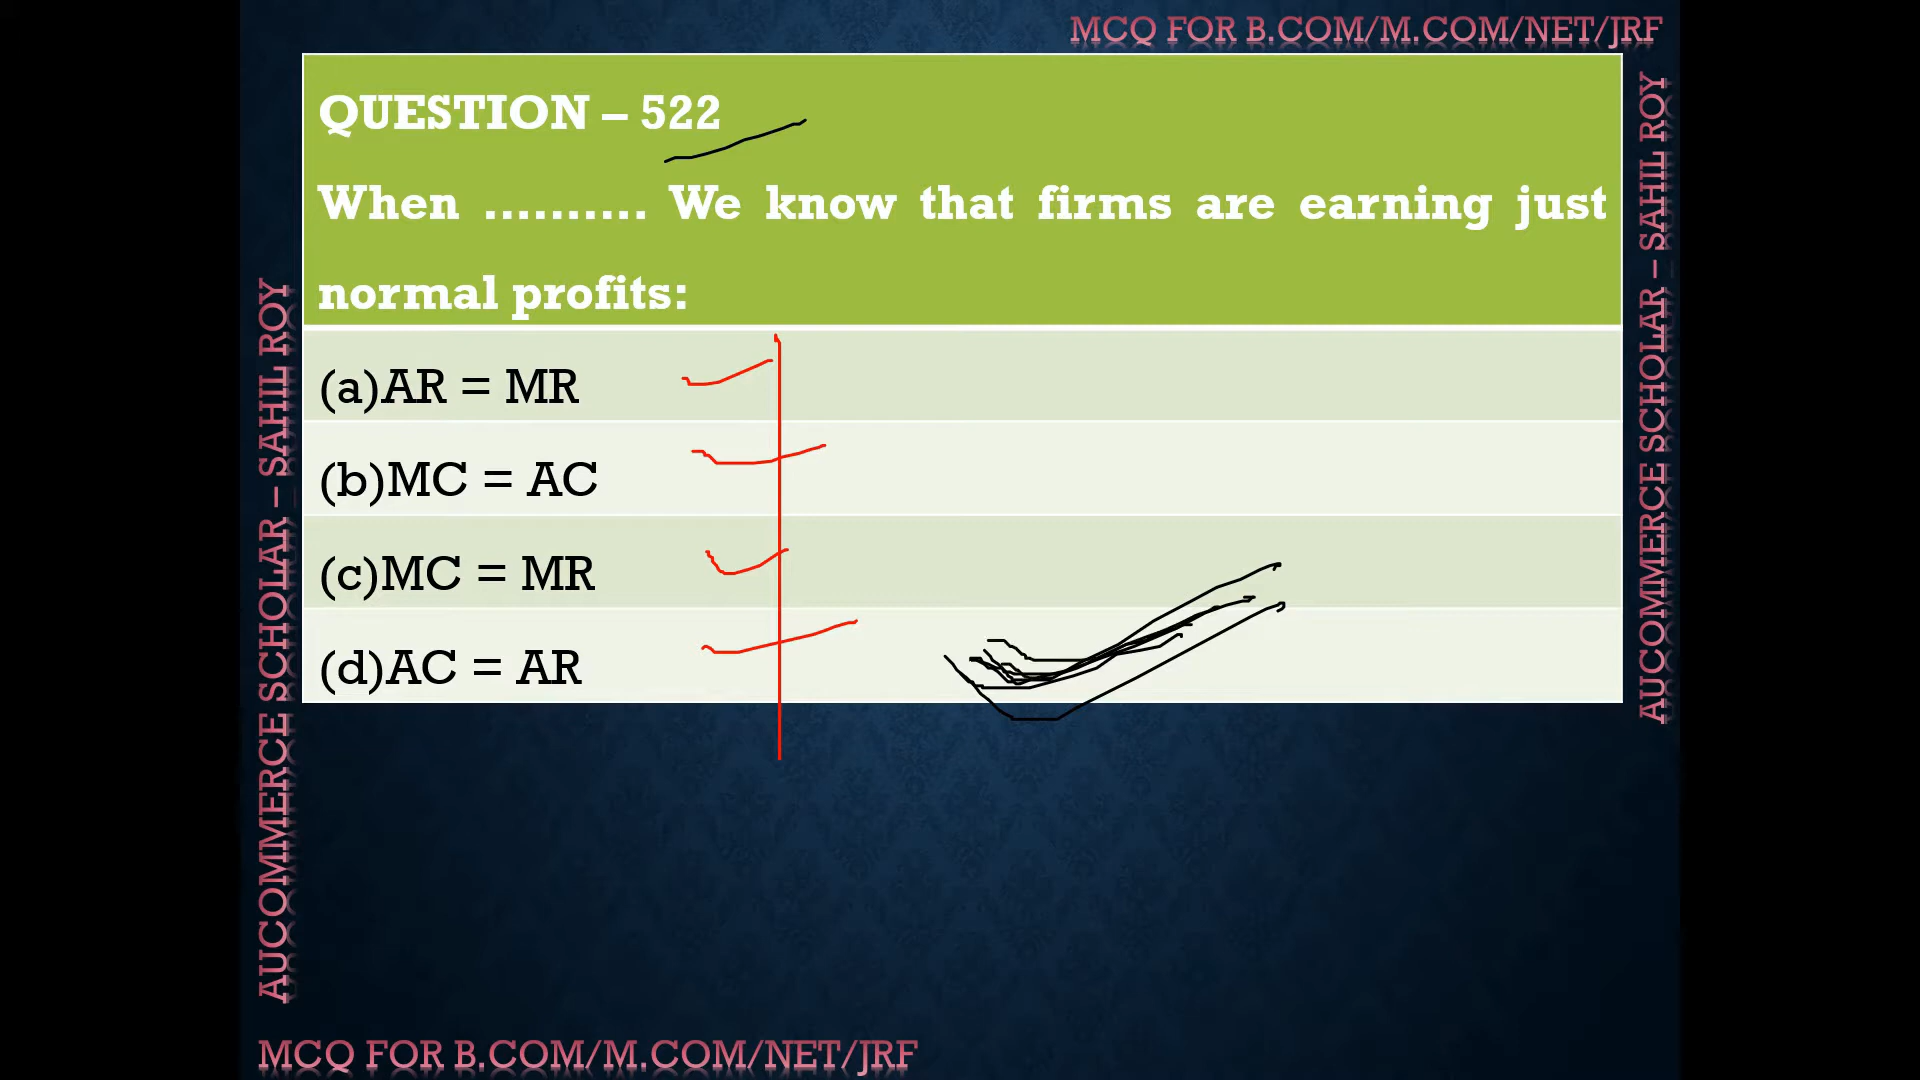 MCQ FOR B.COM/M.COM/NET/JRF
QUESTION – 522
When .......... We know that firms are earning just
normal profits:
(a)AR = MR
(b)MC = AC
(c)MC = MR
(d)AC = AR
AUCOMMERCE SCHOLAR – SAHIL ROY
AUCOMMERCE SCHOLAR – SAHIL ROY
MCQ FOR B.COM/M.COM/NET/JRF